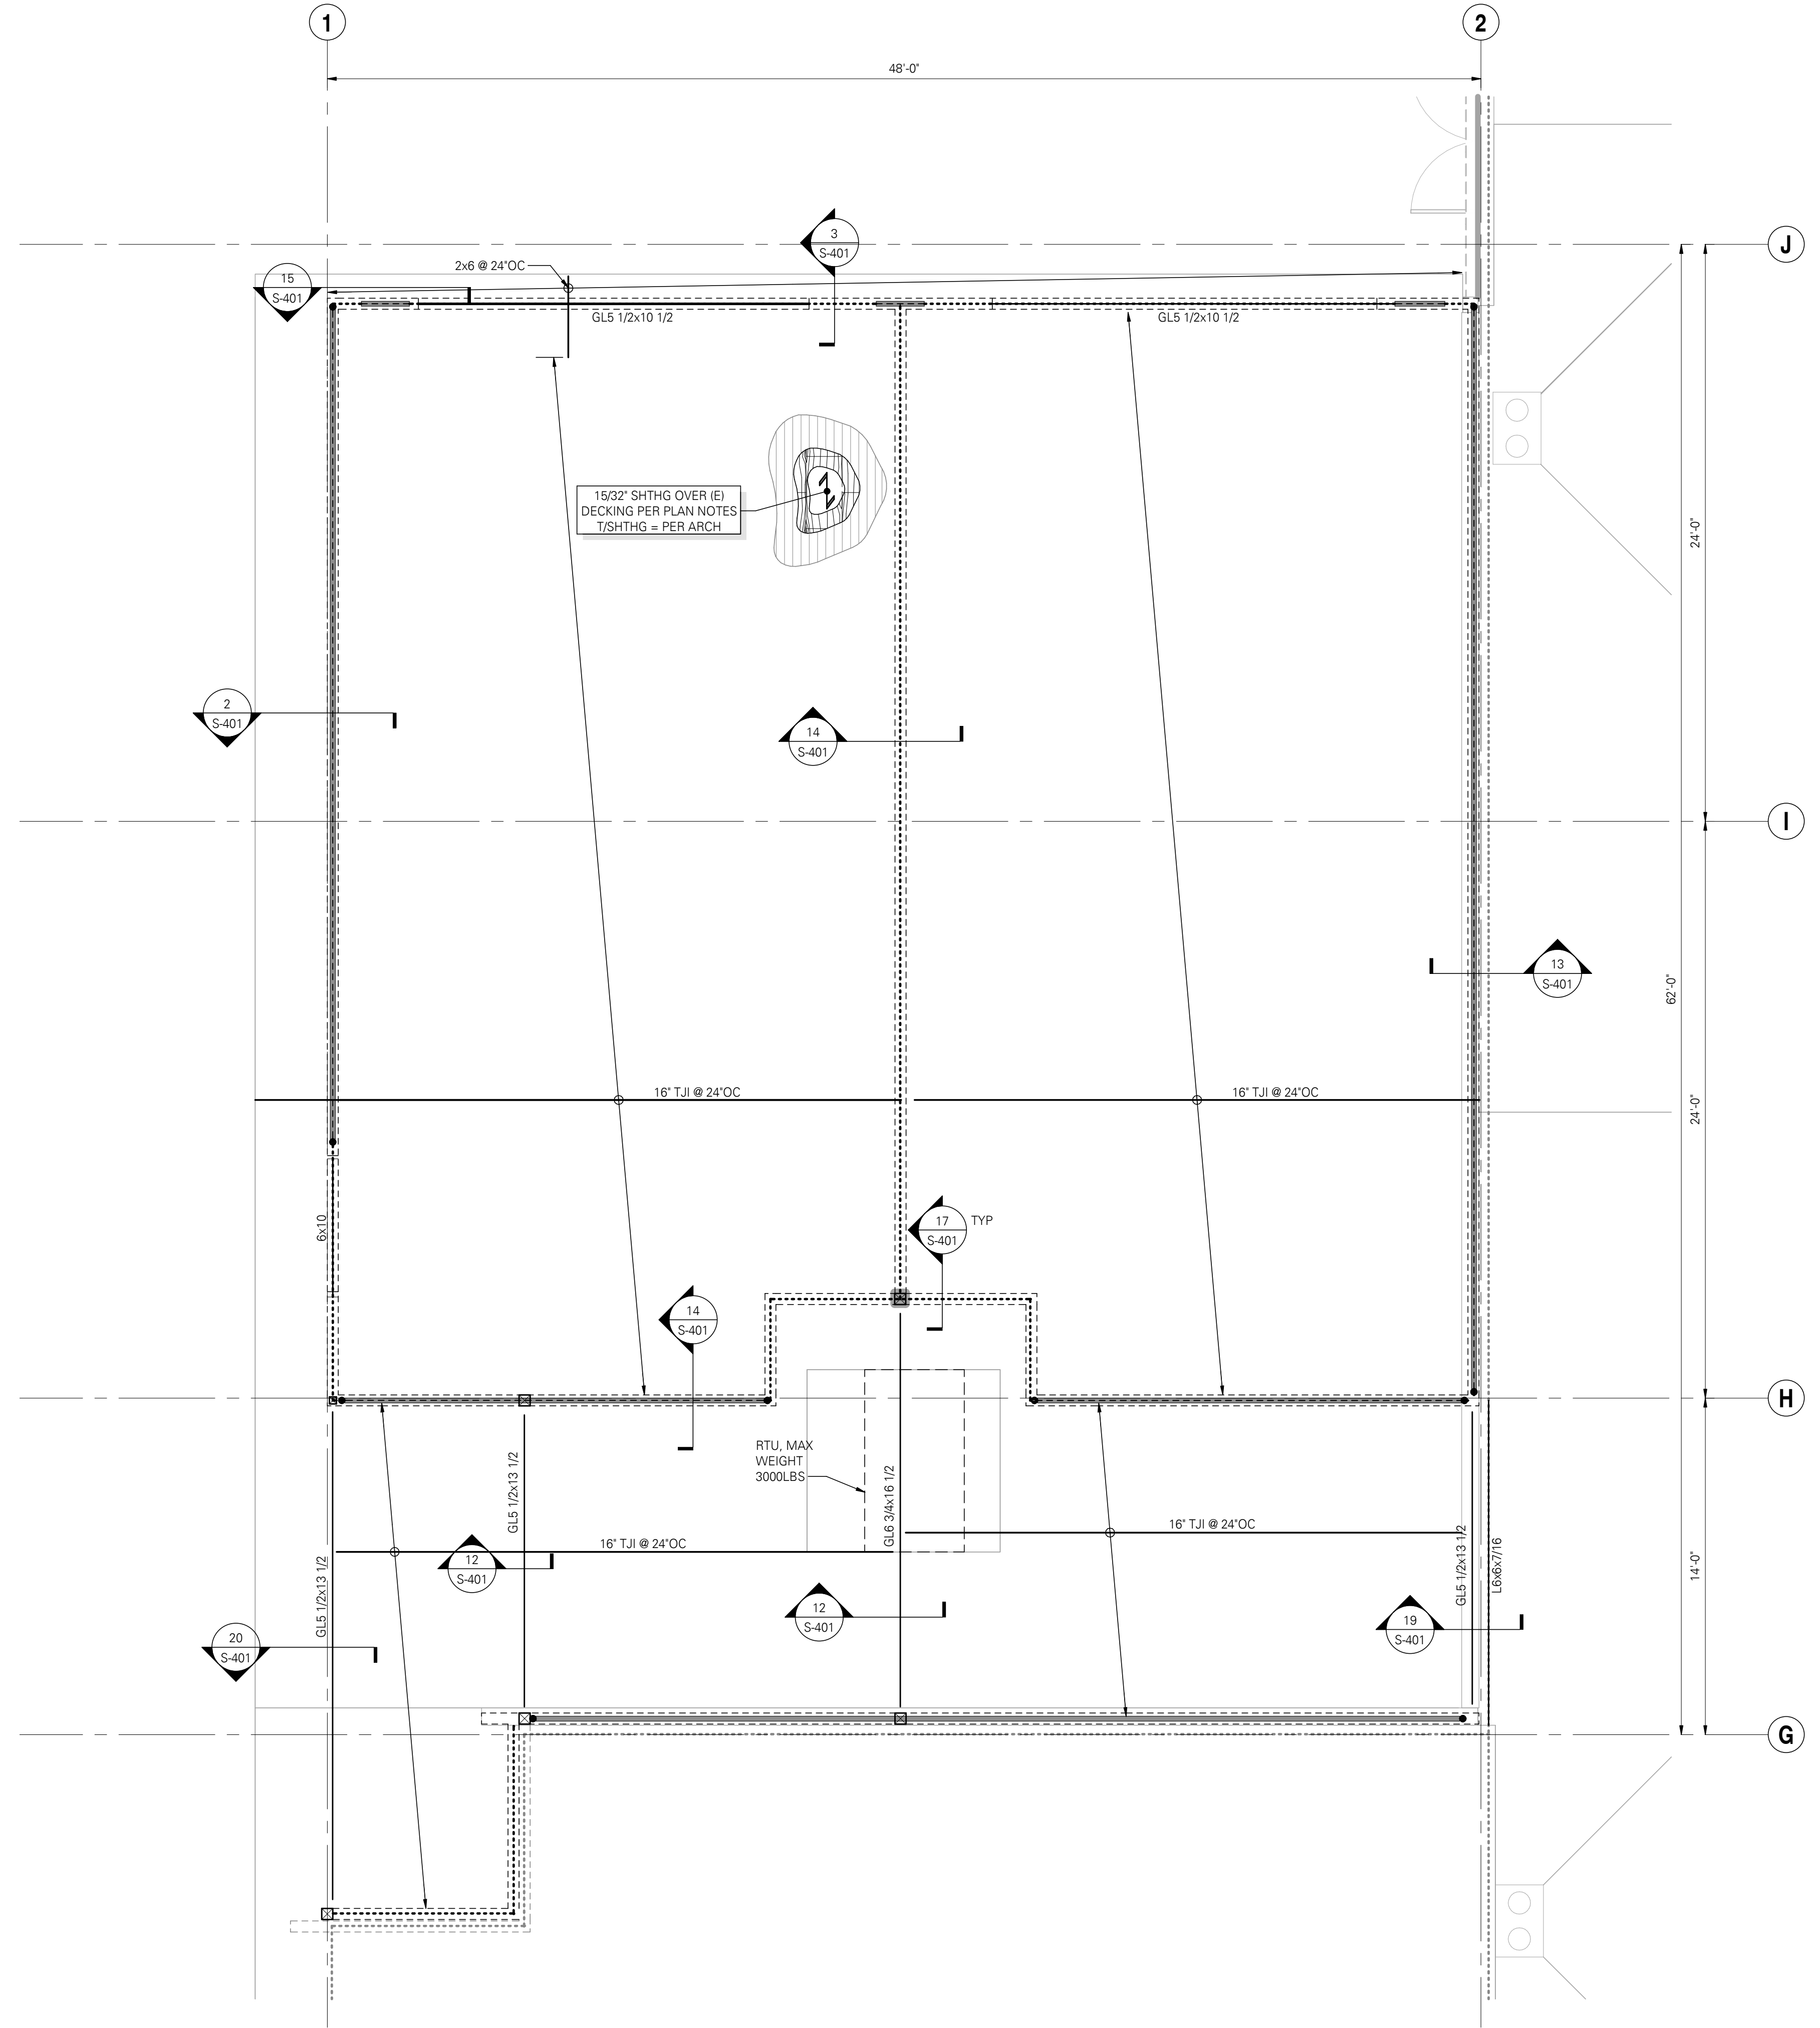 1
2
48'-0"
J
3
S-401
2x6 @ 24"OC
15
S-401
GL5 1/2x10 1/2
GL5 1/2x10 1/2
15/32" SHTHG OVER (E)
DECKING PER PLAN NOTES
T/SHTHG = PER ARCH
24'-0"
2
S-401
14
S-401
I
13
S-401
62'-0"
16" TJI @ 24"OC
16" TJI @ 24"OC
24'-0"
6x10
17
S-401
TYP
14
S-401
H
RTU, MAX
WEIGHT
3000LBS
GL5 1/2x13 1/2
GL6 3/4x16 1/2
16" TJI @ 24"OC
16" TJI @ 24"OC
GL5 1/2x13 1/2
L6x6x7/16
14'-0"
12
S-401
GL5 1/2x13 1/2
12
S-401
19
S-401
20
S-401
G